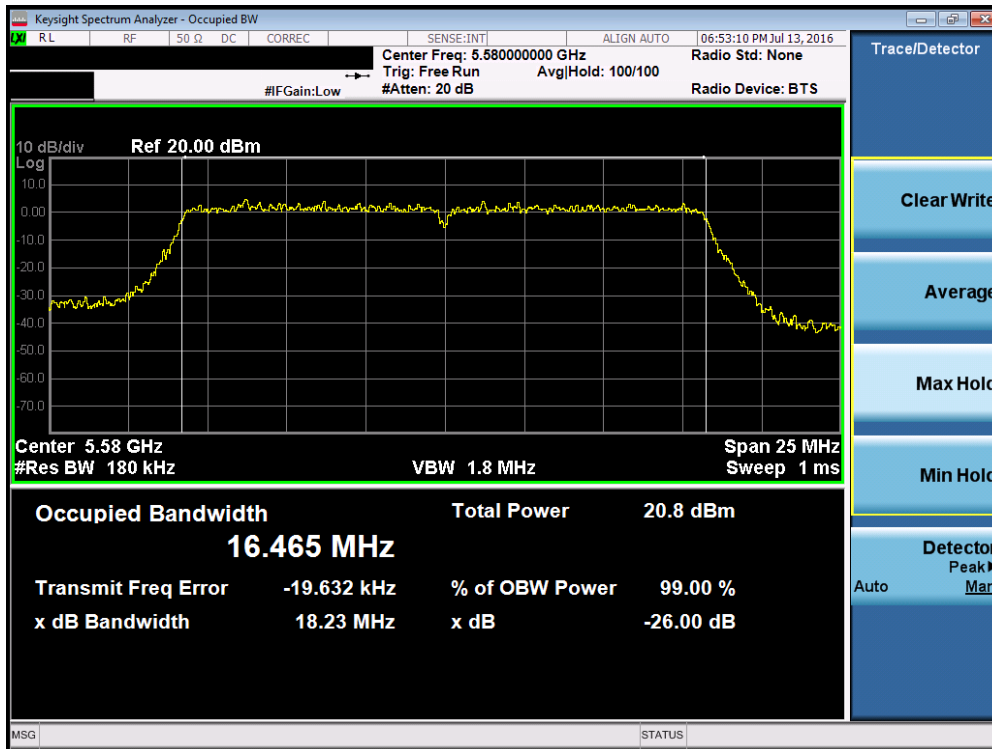 Keysight Spectrum Analyzer - Occupied BW
LXI RL RF 50 Ω DC CORREC SENSE:INT ALIGN AUTO 06:53:10 PM Jul 13, 2016
Center Freq: 5.580000000 GHz Radio Std: None
Trig: Free Run Avg|Hold: 100/100
#IFGain:Low #Atten: 20 dB Radio Device: BTS
10 dB/div Ref 20.00 dBm
Log
10.0
0.00
-10.0
-20.0
-30.0
-40.0
-50.0
-60.0
-70.0
Center 5.58 GHz Span 25 MHz
#Res BW 180 kHz VBW 1.8 MHz Sweep 1 ms
Occupied Bandwidth Total Power 20.8 dBm
16.465 MHz
Transmit Freq Error -19.632 kHz % of OBW Power 99.00 %
x dB Bandwidth 18.23 MHz x dB -26.00 dB
MSG STATUS
Trace/Detector
Clear Write
Average
Max Hold
Min Hold
Detector
Peak
Auto Man